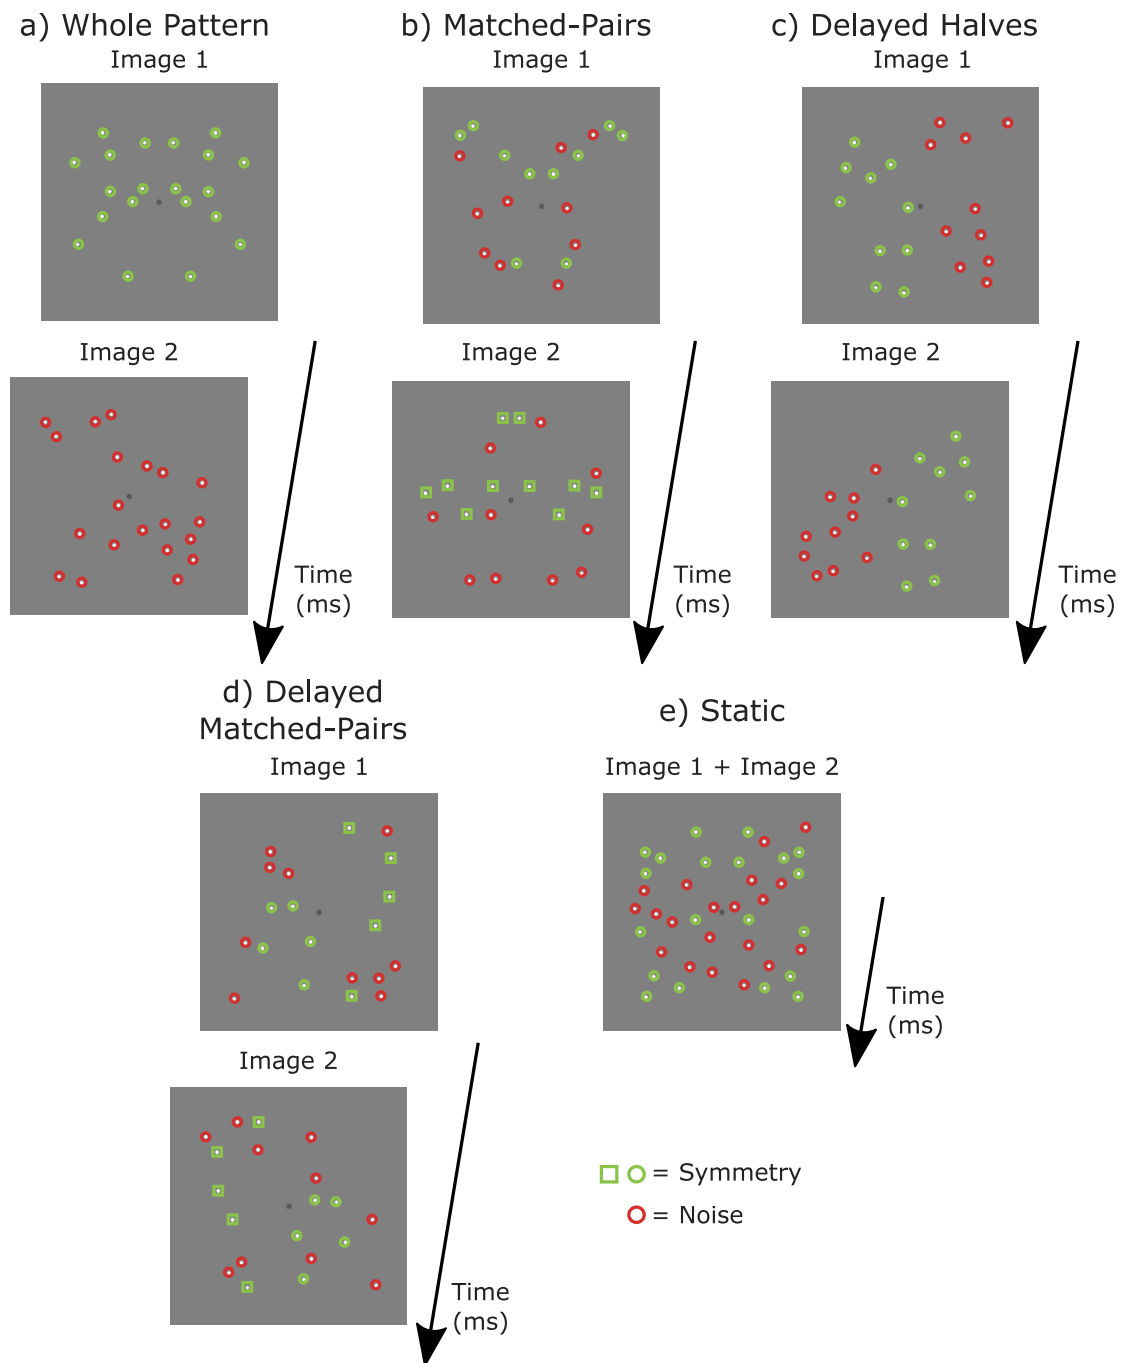 a) Whole Pattern
Image 1
Image 2
Time
(ms)
b) Matched-Pairs
Image 1
Image 2
Time
(ms)
c) Delayed Halves
Image 1
Image 2
Time
(ms)
d) Delayed
Matched-Pairs
Image 1
Image 2
Time
(ms)
e) Static
Image 1 + Image 2
Time
(ms)
= Symmetry
= Noise